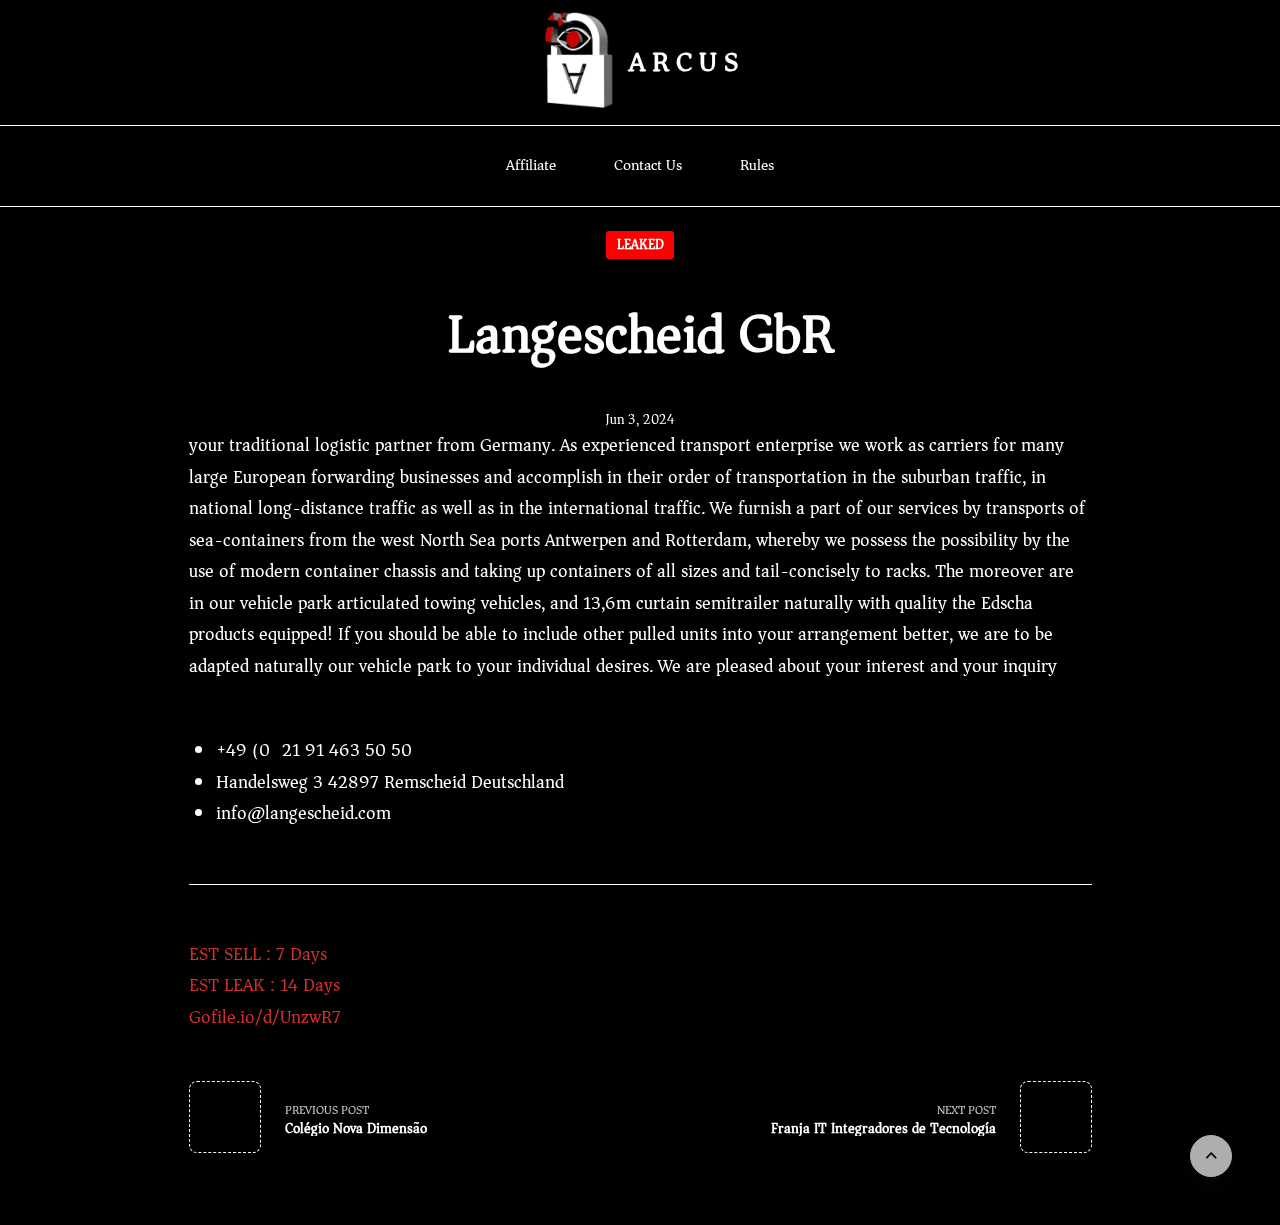 ARCUS
Affiliate
Contact Us
Rules
LEAKED
Langescheid GbR
Jun 3, 2024
your traditional logistic partner from Germany. As experienced transport enterprise we work as carriers for many
large European forwarding businesses and accomplish in their order of transportation in the suburban traffic, in
national long-distance traffic as well as in the international traffic. We furnish a part of our services by transports of
sea-containers from the west North Sea ports Antwerpen and Rotterdam, whereby we possess the possibility by the
use of modern container chassis and taking up containers of all sizes and tail-concisely to racks. The moreover are
in our vehicle park articulated towing vehicles, and 13,6m curtain semitrailer naturally with quality the Edscha
products equipped! If you should be able to include other pulled units into your arrangement better, we are to be
adapted naturally our vehicle park to your individual desires. We are pleased about your interest and your inquiry
+49 (0 21 91 463 50 50
Handelsweg 3 42897 Remscheid Deutschland
info@langescheid.com
EST SELL : 7 Days
EST LEAK : 14 Days
Gofile.io/d/UnzwR7
PREVIOUS POST
Colégio Nova Dimensão
NEXT POST
Franja IT Integradores de Tecnología